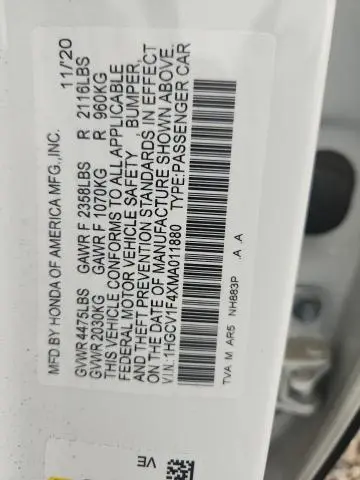 MFD BY HONDA OF AMERICA MFG.,INC. 11/20
GVWR 4475LBS GAWR F 2358LBS R 2116LBS
GVWR 2030KG GAWR F 1070KG R 960KG
THIS VEHICLE CONFORMS TO ALL APPLICABLE
FEDERAL MOTOR VEHICLE SAFETY , BUMPER,
AND THEFT PREVENTION STANDARDS IN EFFECT
ON THE DATE OF MANUFACTURE SHOWN ABOVE.
V.I.N.:1HGCV1F4XMA011880 TYPE:PASSENGER CAR
TVA M AR5 NH883P .A .A
VE